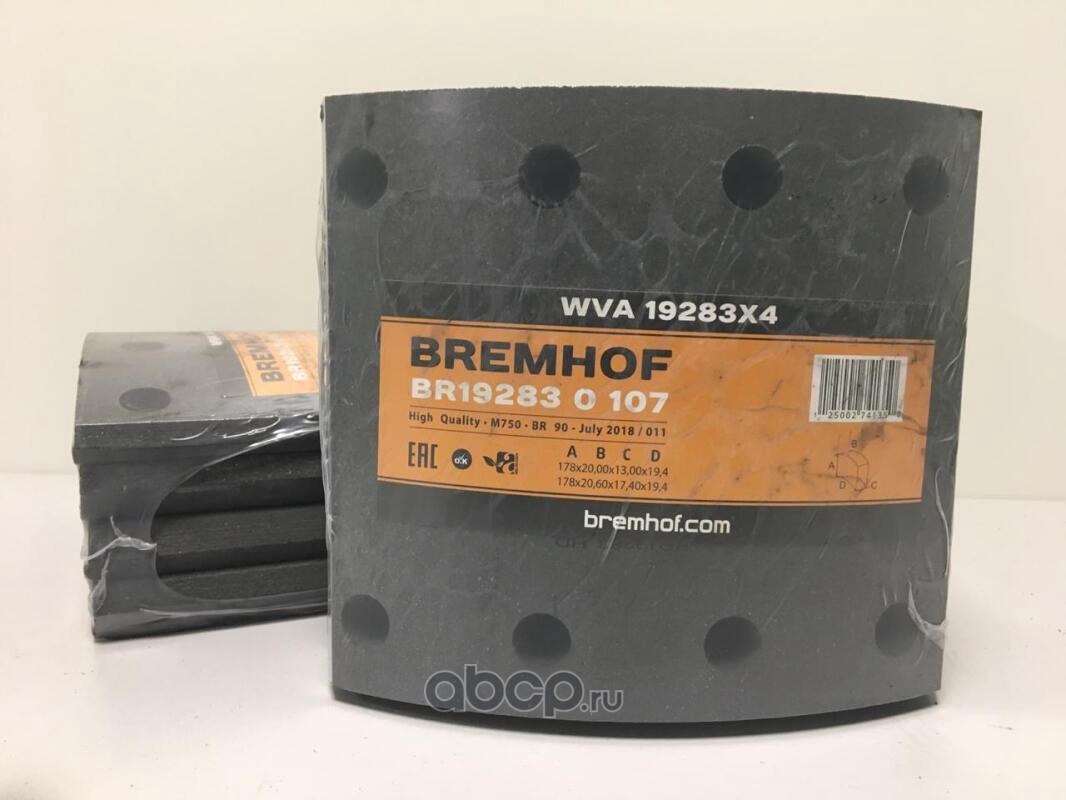 WVA 19283X4
BREMHOF
BR19283 0 107
High Quality · M750 · BR 90 - July 2018 / 011
EAC
O.K
A B C D
178x20,00x13,00x19,4
178x20,60x17,40x19,4
B
A
D C
bremhof.com
BREMHOF
abcp.ru